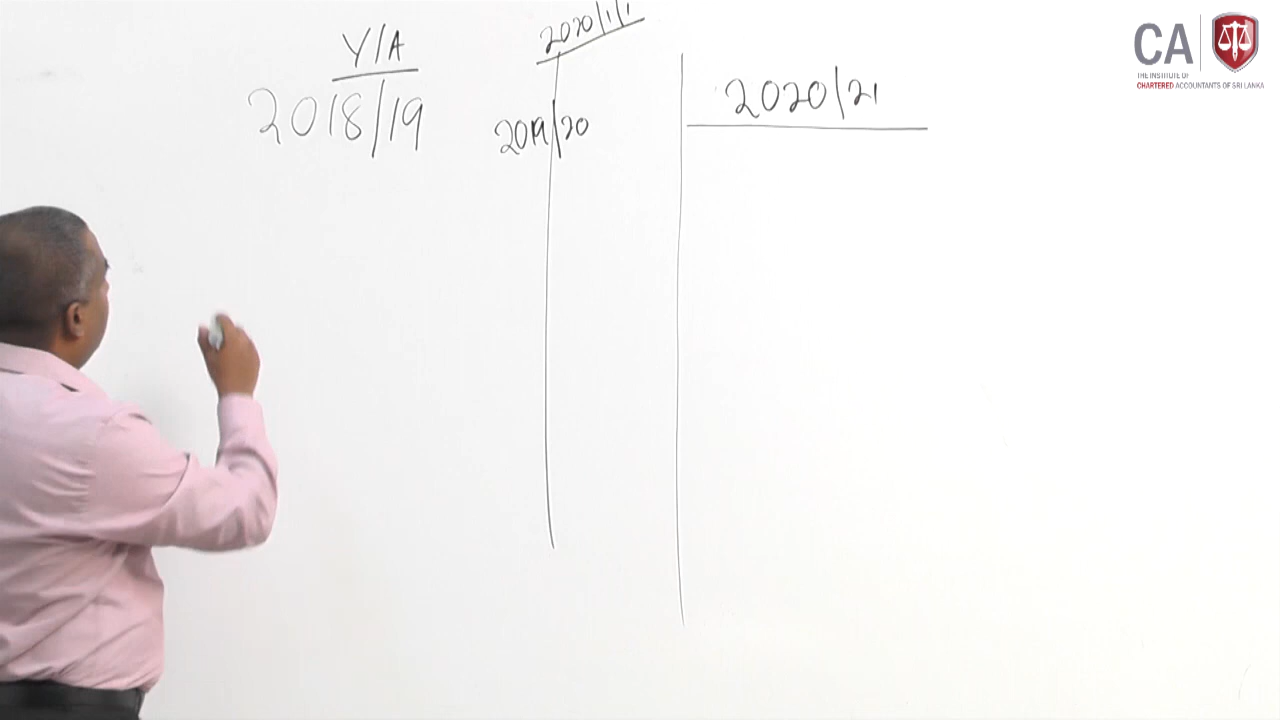 Y/A
2018/19
2020/1/1
2019/20
2020/21
CA
THE INSTITUTE OF
CHARTERED ACCOUNTANTS OF SRI LANKA